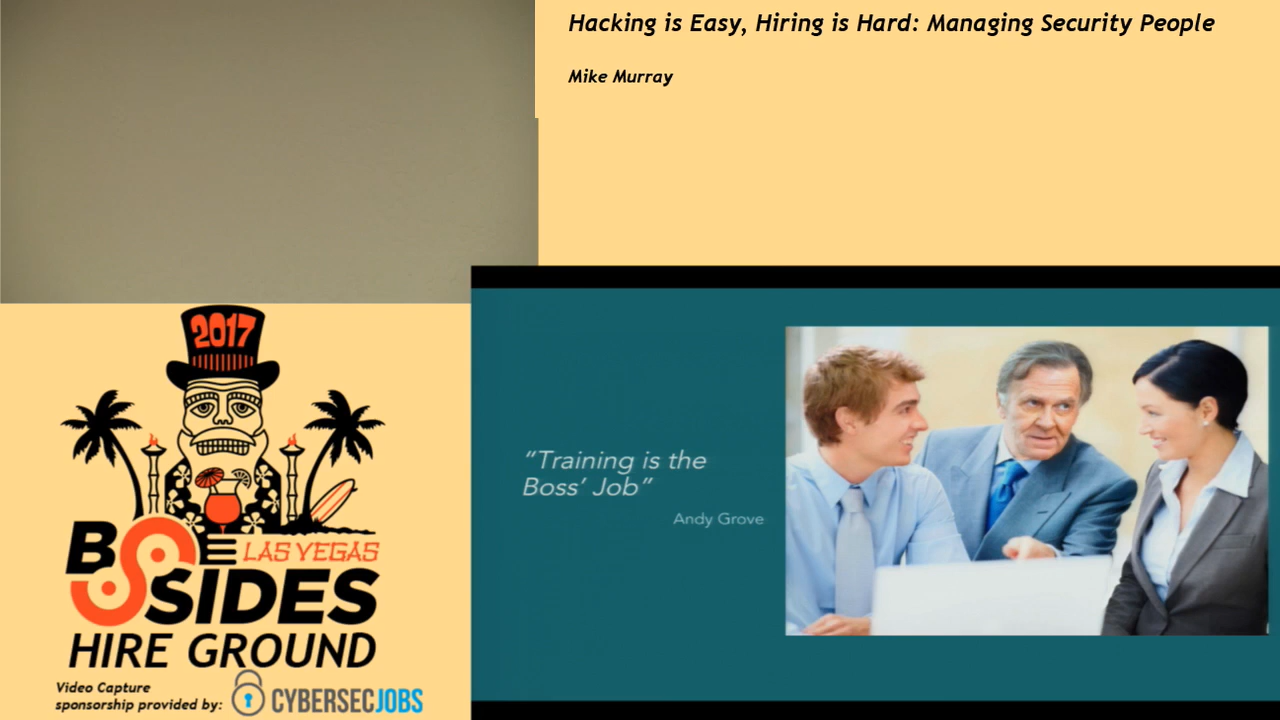 Hacking is Easy, Hiring is Hard: Managing Security People
Mike Murray
2017
BSIDES
LAS VEGAS
HIRE GROUND
Video Capture
sponsorship provided by:
CYBERSECJOBS
“Training is the
Boss’ Job”
Andy Grove